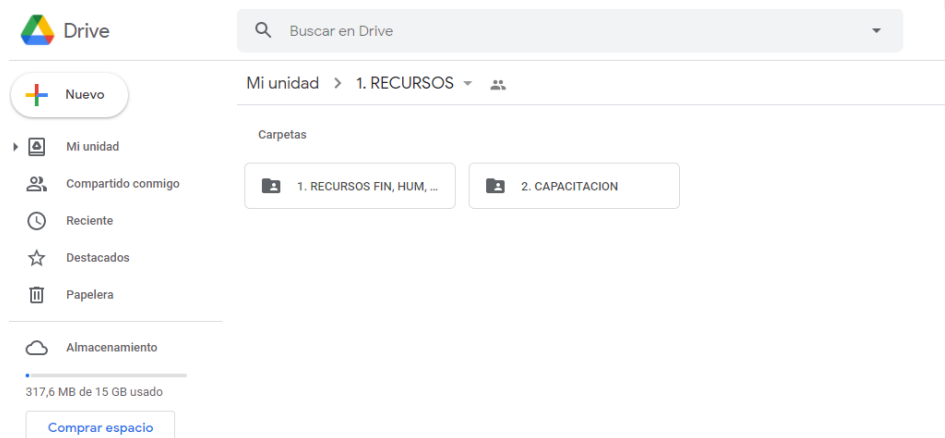 Drive
Buscar en Drive
Nuevo
Mi unidad > 1. RECURSOS
Mi unidad
Compartido conmigo
Reciente
Destacados
Papelera
Almacenamiento
317,6 MB de 15 GB usado
Comprar espacio
Carpetas
1. RECURSOS FIN, HUM, ...
2. CAPACITACION